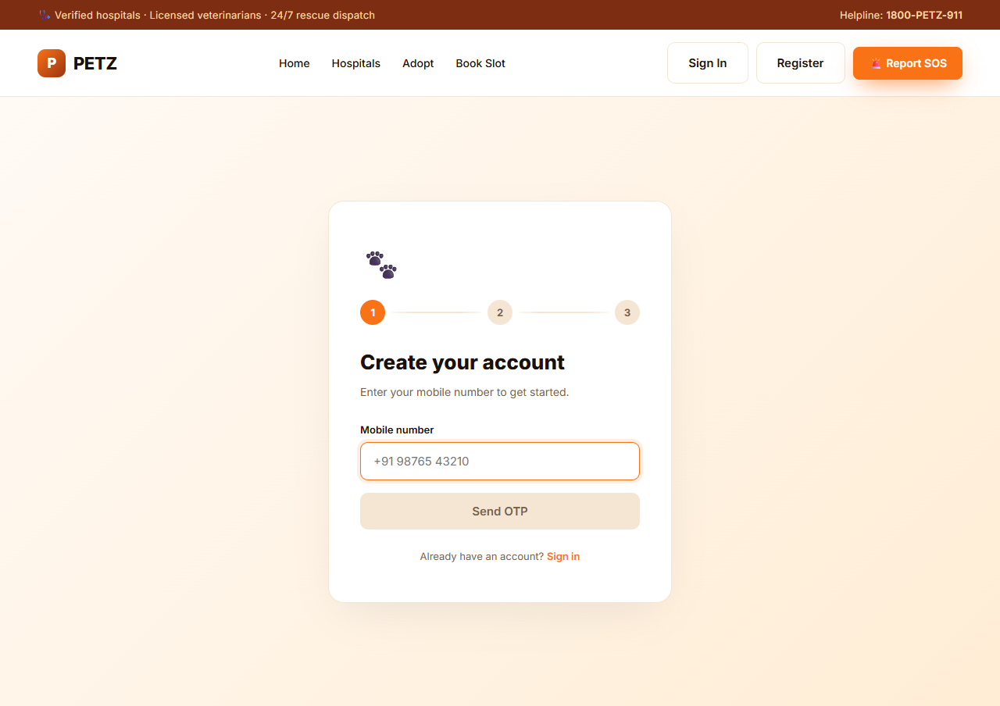 Verified hospitals · Licensed veterinarians · 24/7 rescue dispatch
Helpline: 1800-PETZ-911
P PETZ
Home Hospitals Adopt Book Slot
Sign In Register Report SOS
1 2 3
Create your account
Enter your mobile number to get started.
Mobile number
+91 98765 43210
Send OTP
Already have an account? Sign in